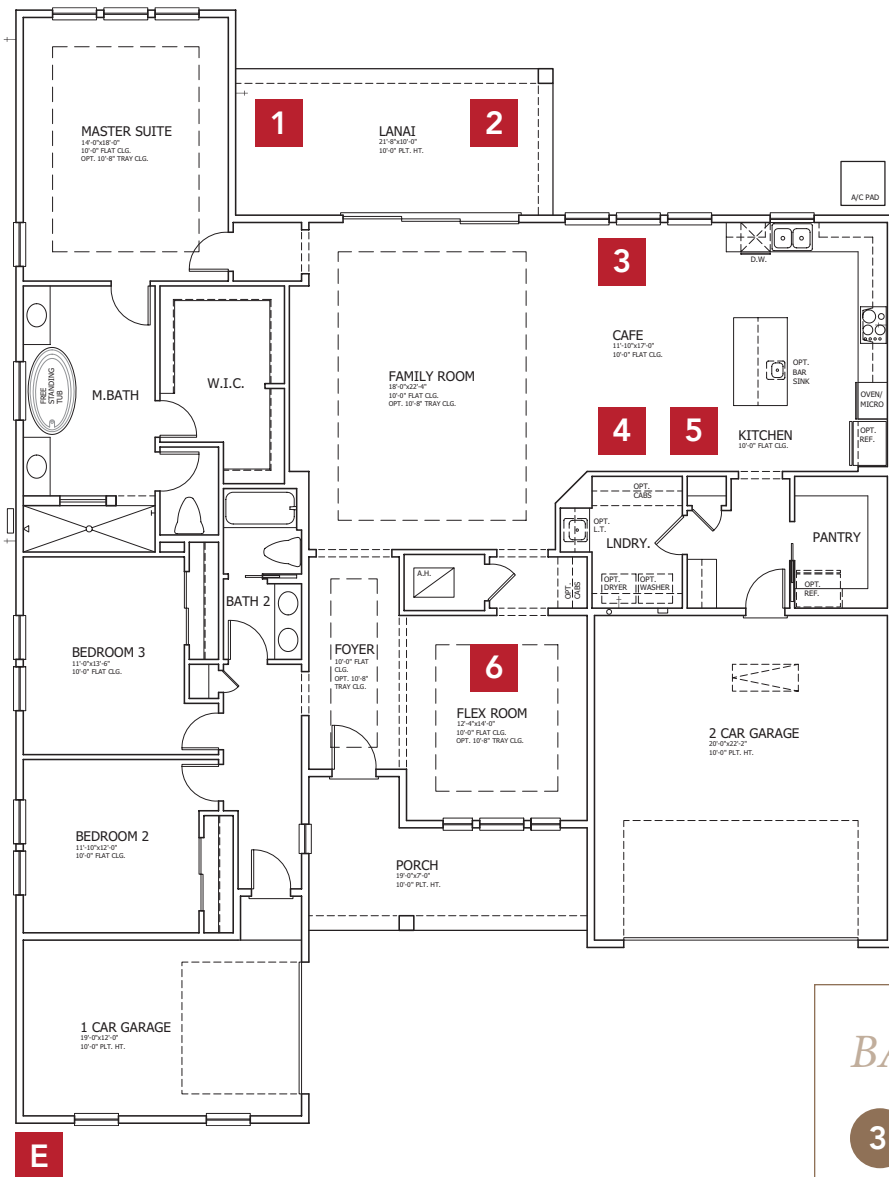 MASTER SUITE
14'-0"x18'-0"
10'-0" FLAT CLG.
OPT. 10'-8" TRAY CLG.
1
2
LANAI
21'-8"x10'-0"
10'-0" PLT. HT.
A/C PAD
D.W.
3
CAFE
11'-10"x17'-0"
10'-0" FLAT CLG.
OPT.
BAR
SINK
OVEN/
MICRO
OPT.
REF.
FAMILY ROOM
18'-0"x22'-4"
10'-0" FLAT CLG.
OPT. 10'-8" TRAY CLG.
W.I.C.
M.BATH
FREE
STANDING
TUB
4
5
KITCHEN
10'-0" FLAT CLG.
OPT.
CABS
OPT.
L.T.
LNDRY.
OPT.
DRYER
OPT.
WASHER
PANTRY
OPT.
REF.
A.H.
OPT.
CABS
BATH 2
BEDROOM 3
11'-0"x13'-6"
10'-0" FLAT CLG.
FOYER
10'-0" FLAT
CLG.
OPT. 10'-8"
TRAY CLG.
6
FLEX ROOM
12'-4"x14'-0"
10'-0" FLAT CLG.
OPT. 10'-8" TRAY CLG.
2 CAR GARAGE
20'-0"x22'-2"
10'-0" PLT. HT.
BEDROOM 2
11'-10"x12'-0"
10'-0" FLAT CLG.
PORCH
19'-0"x7'-0"
10'-0" PLT. HT.
1 CAR GARAGE
19'-0"x12'-0"
10'-0" PLT. HT.
E
BA
3